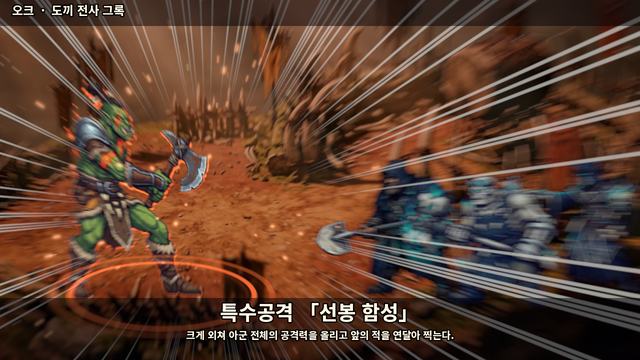 오크 · 도끼 전사 그록
특수공격 「선봉 함성」
크게 외쳐 아군 전체의 공격력을 올리고 앞의 적을 연달아 찍는다.